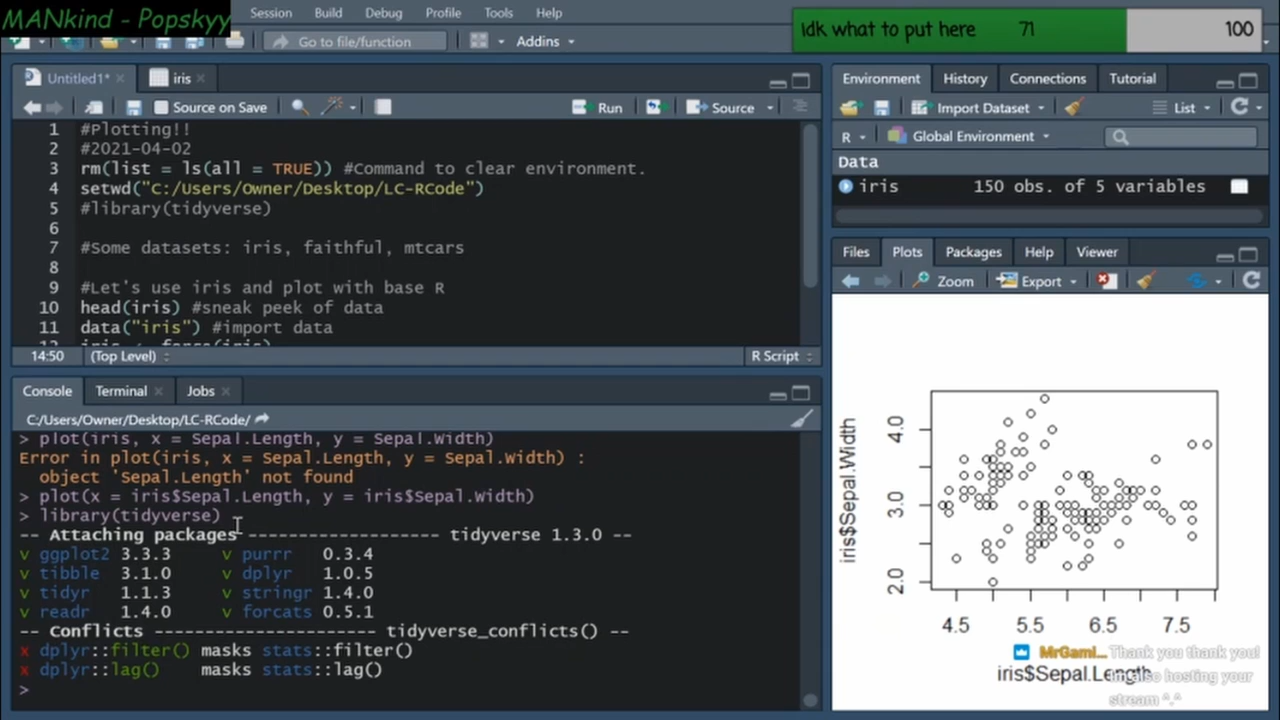 MANkind - Popskyy
Session Build Debug Profile Tools Help
Idk what to put here 71 100
Go to file/function Addins
Untitled1* iris
Source on Save Run Source
1 #Plotting!!
2 #2021-04-02
3 rm(list = ls(all = TRUE)) #Command to clear environment.
4 setwd("C:/Users/Owner/Desktop/LC-RCode")
5 #library(tidyverse)
6
7 #Some datasets: iris, faithful, mtcars
8
9 #Let's use iris and plot with base R
10 head(iris) #sneak peek of data
11 data("iris") #import data
14:50 (Top Level) R Script
Console Terminal Jobs
C:/Users/Owner/Desktop/LC-RCode/
> plot(iris, x = Sepal.Length, y = Sepal.Width)
Error in plot(iris, x = Sepal.Length, y = Sepal.Width) :
object 'Sepal.Length' not found
> plot(x = iris$Sepal.Length, y = iris$Sepal.Width)
> library(tidyverse)
-- Attaching packages ------------------- tidyverse 1.3.0 --
v ggplot2 3.3.3 v purrr 0.3.4
v tibble 3.1.0 v dplyr 1.0.5
v tidyr 1.1.3 v stringr 1.4.0
v readr 1.4.0 v forcats 0.5.1
-- Conflicts ---------------------- tidyverse_conflicts() --
x dplyr::filter() masks stats::filter()
x dplyr::lag() masks stats::lag()
>
Environment History Connections Tutorial
Import Dataset List
R Global Environment
Data
iris 150 obs. of 5 variables
Files Plots Packages Help Viewer
Zoom Export
iris$Sepal.Width
4.0
3.0
2.0
4.5 5.5 6.5 7.5
iris$Sepal.Length
MrGami... Thank you thank you!
Im also hosting your
stream ^.^